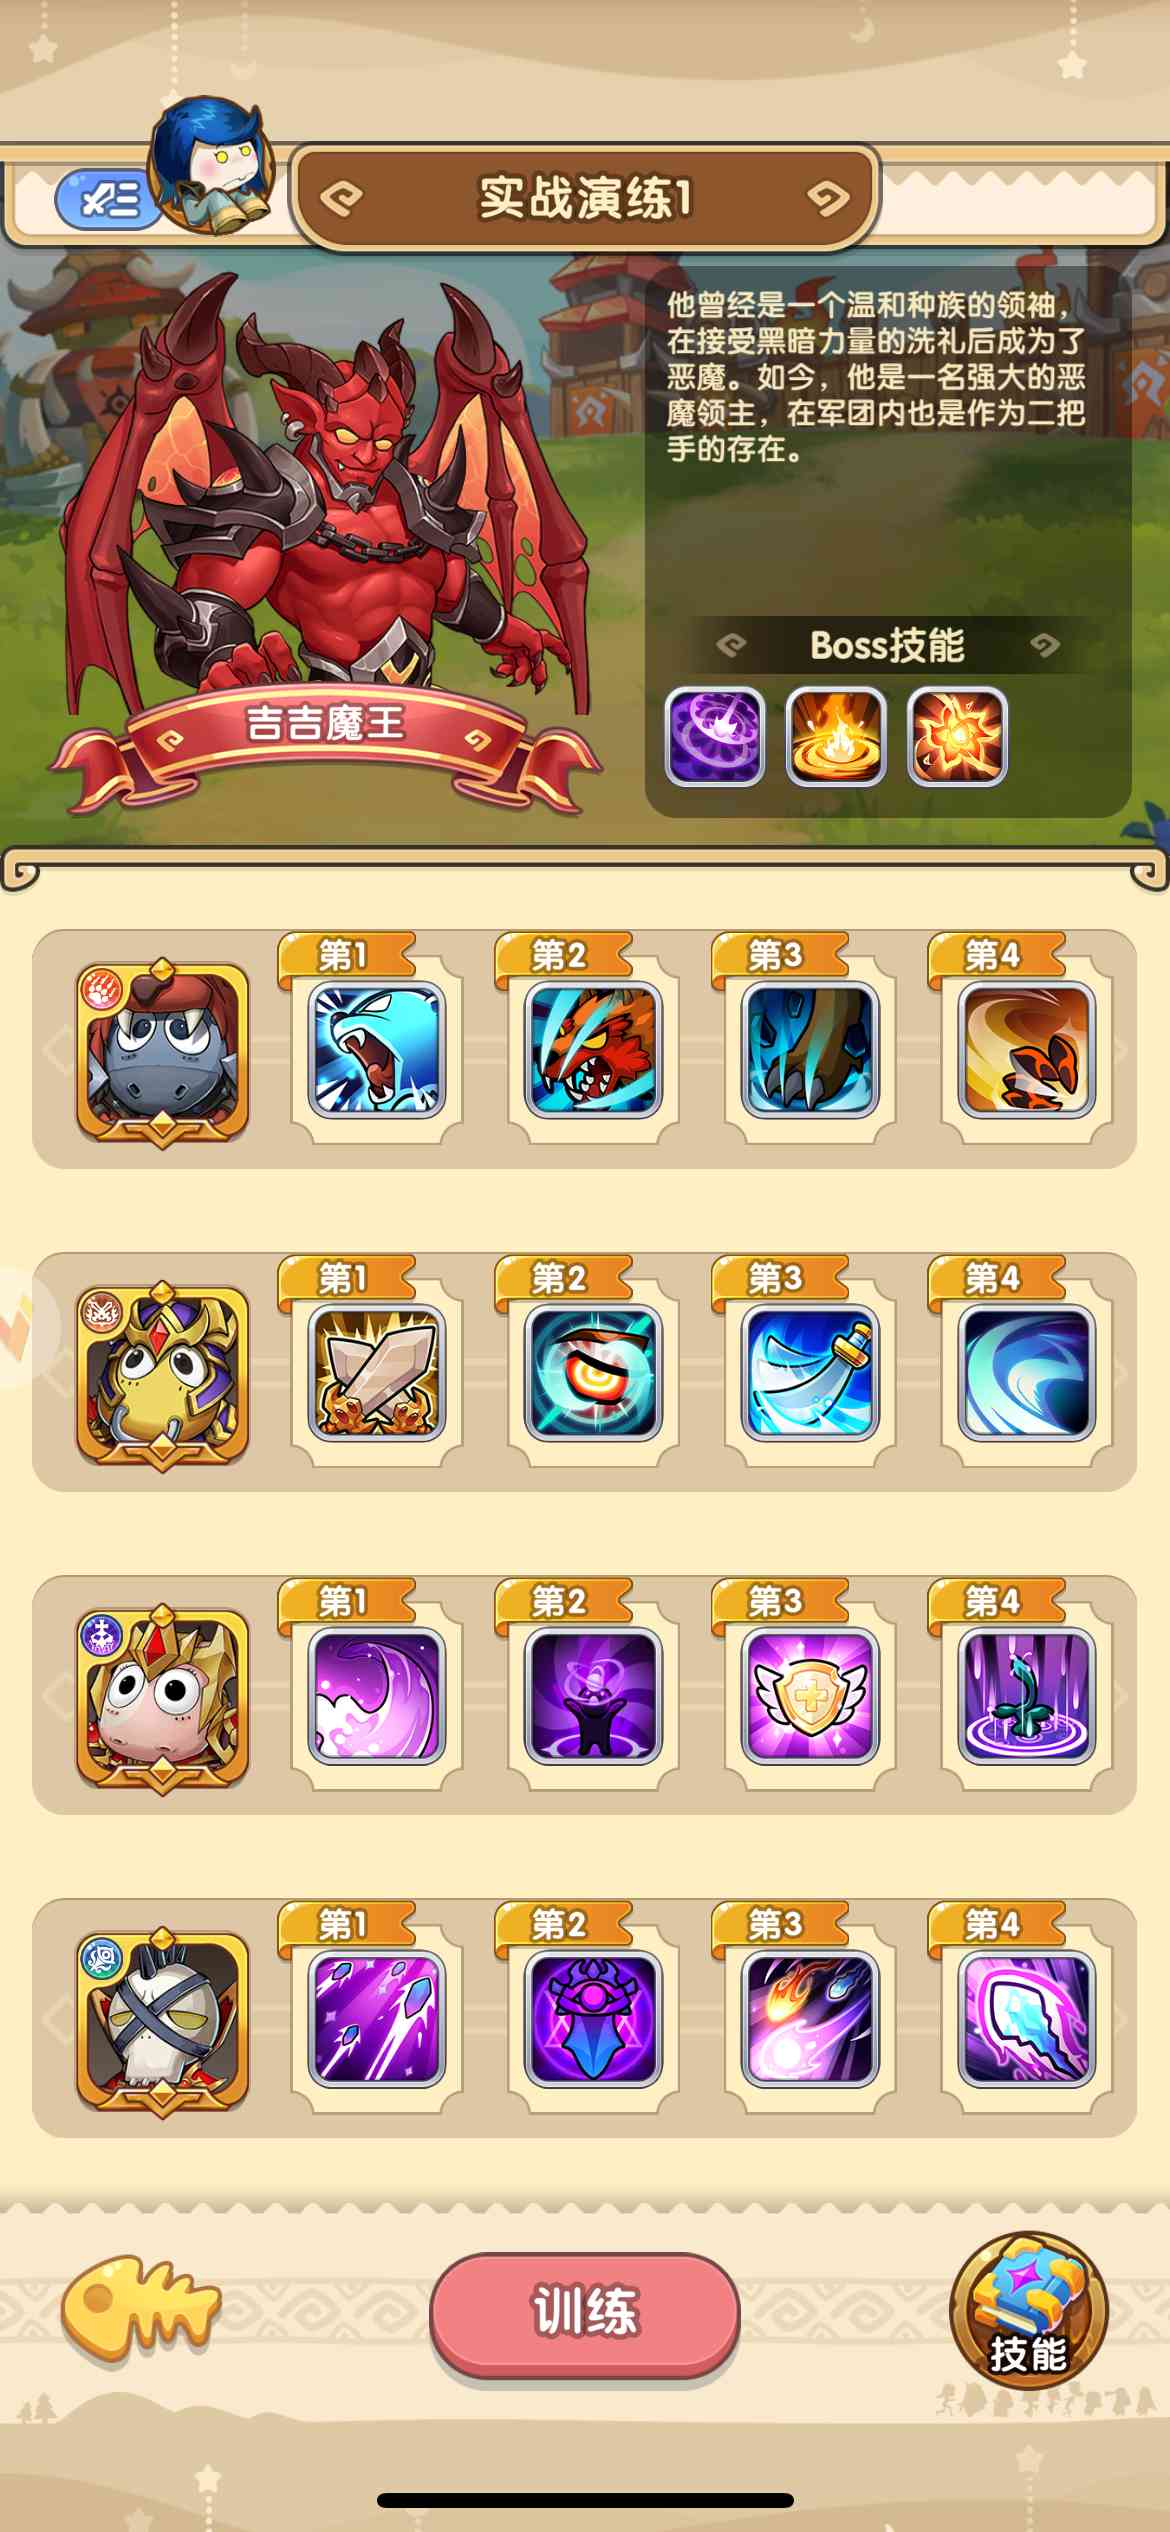 实战演练1
他曾经是一个温和种族的领袖，
在接受黑暗力量的洗礼后成为了
恶魔。如今，他是一名强大的恶
魔领主，在军团内也是作为二把
手的存在。
Boss技能
吉吉魔王
第1 第2 第3 第4
第1 第2 第3 第4
第1 第2 第3 第4
第1 第2 第3 第4
训练
技能